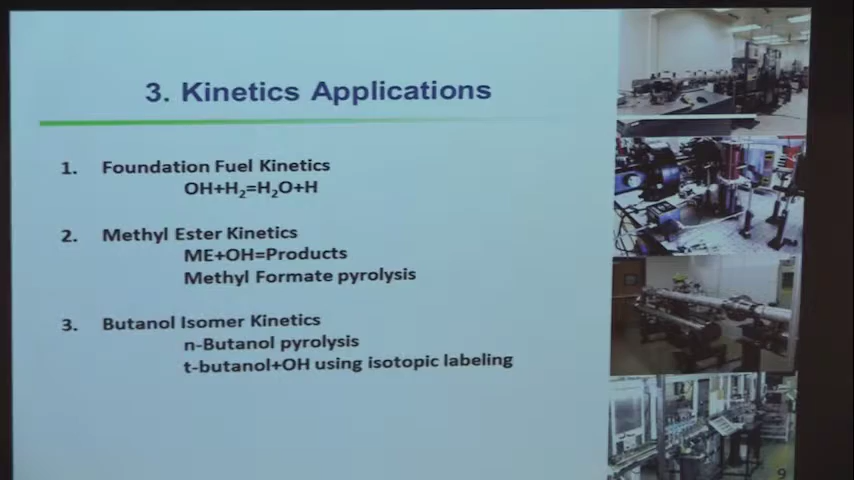 3. Kinetics Applications
1. Foundation Fuel Kinetics
OH+H₂=H₂O+H
2. Methyl Ester Kinetics
ME+OH=Products
Methyl Formate pyrolysis
3. Butanol Isomer Kinetics
n-Butanol pyrolysis
t-butanol+OH using isotopic labeling
9